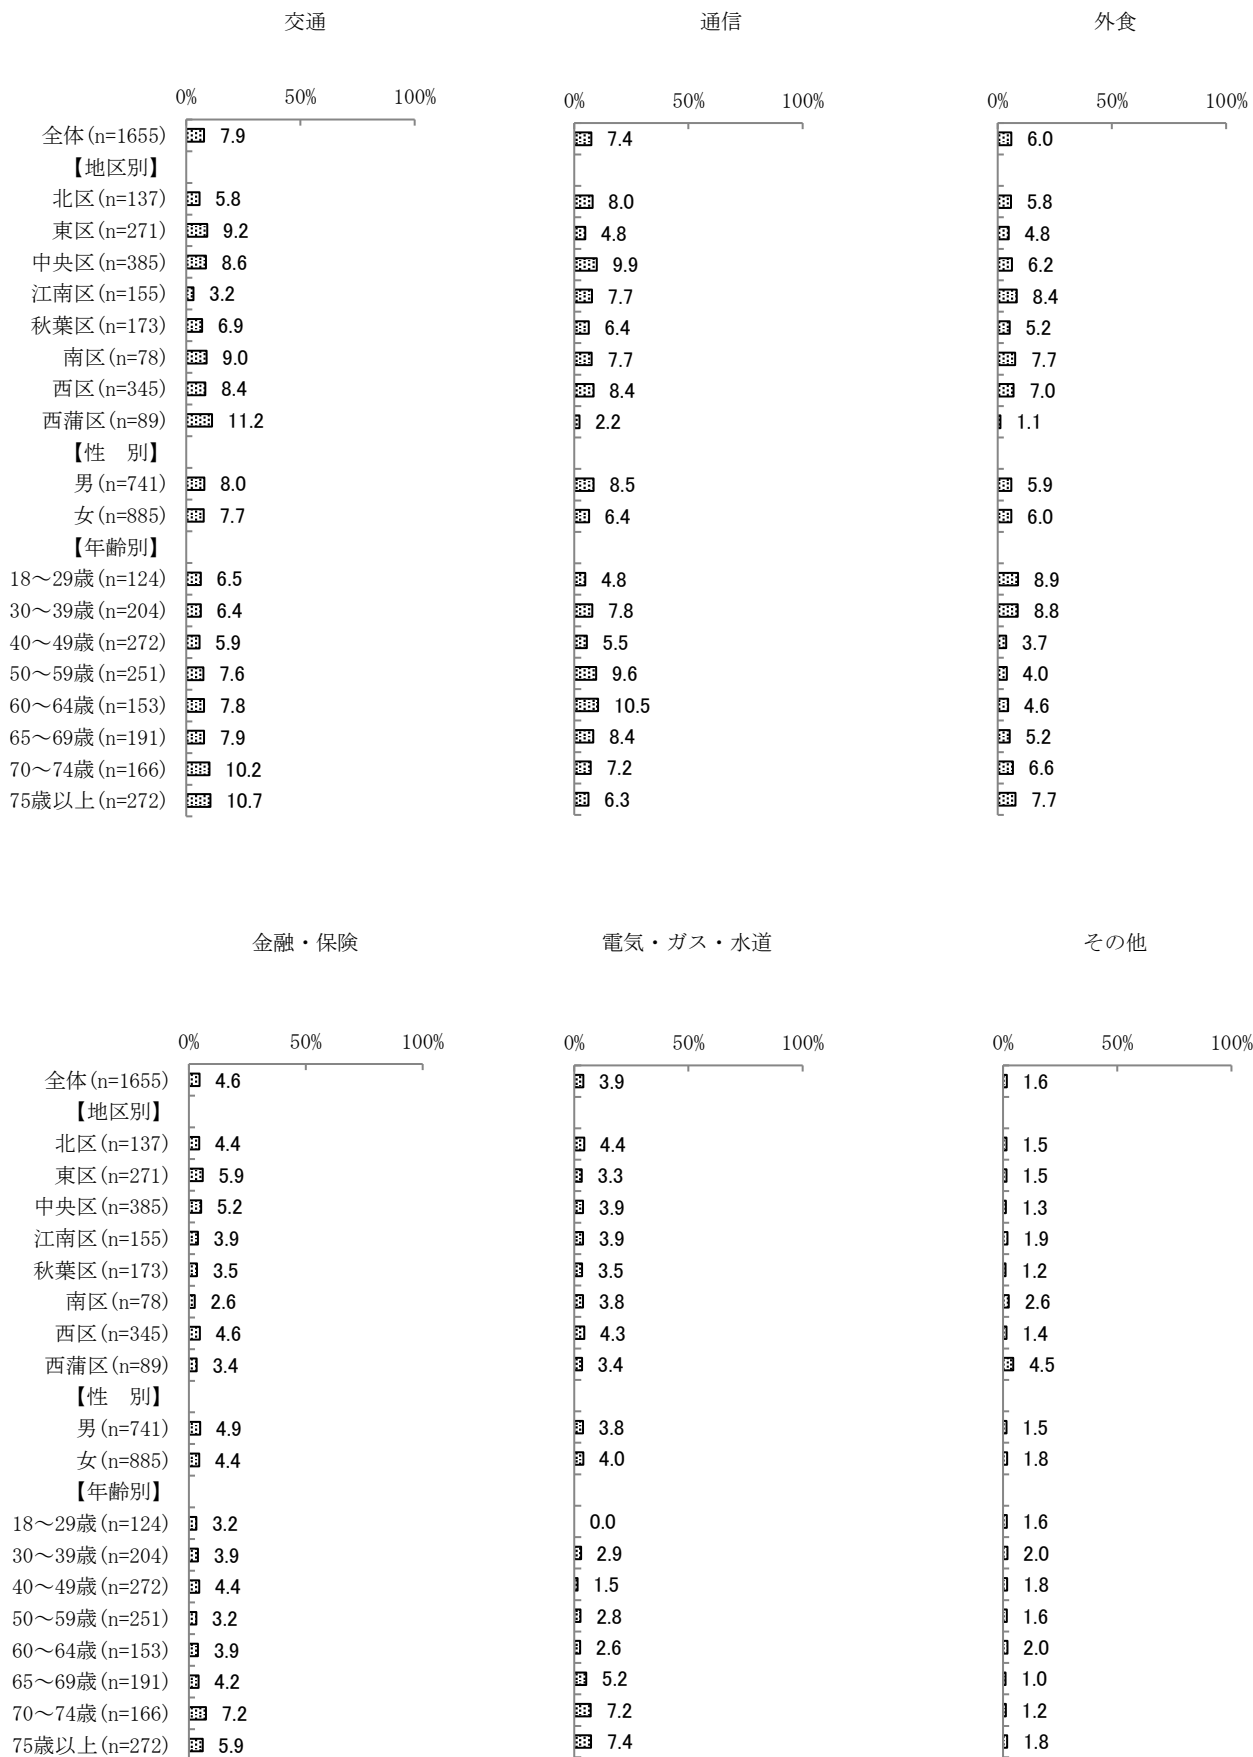 交通 通信 外食
0% 50% 100% 0% 50% 100% 0% 50% 100%
全体(n=1655) 7.9 7.4 6.0
【地区別】
北区(n=137) 5.8 8.0 5.8
東区(n=271) 9.2 4.8 4.8
中央区(n=385) 8.6 9.9 6.2
江南区(n=155) 3.2 7.7 8.4
秋葉区(n=173) 6.9 6.4 5.2
南区(n=78) 9.0 7.7 7.7
西区(n=345) 8.4 8.4 7.0
西蒲区(n=89) 11.2 2.2 1.1
【性　別】
男(n=741) 8.0 8.5 5.9
女(n=885) 7.7 6.4 6.0
【年齢別】
18～29歳(n=124) 6.5 4.8 8.9
30～39歳(n=204) 6.4 7.8 8.8
40～49歳(n=272) 5.9 5.5 3.7
50～59歳(n=251) 7.6 9.6 4.0
60～64歳(n=153) 7.8 10.5 4.6
65～69歳(n=191) 7.9 8.4 5.2
70～74歳(n=166) 10.2 7.2 6.6
75歳以上(n=272) 10.7 6.3 7.7
金融・保険 電気・ガス・水道 その他
0% 50% 100% 0% 50% 100% 0% 50% 100%
全体(n=1655) 4.6 3.9 1.6
【地区別】
北区(n=137) 4.4 4.4 1.5
東区(n=271) 5.9 3.3 1.5
中央区(n=385) 5.2 3.9 1.3
江南区(n=155) 3.9 3.9 1.9
秋葉区(n=173) 3.5 3.5 1.2
南区(n=78) 2.6 3.8 2.6
西区(n=345) 4.6 4.3 1.4
西蒲区(n=89) 3.4 3.4 4.5
【性　別】
男(n=741) 4.9 3.8 1.5
女(n=885) 4.4 4.0 1.8
【年齢別】
18～29歳(n=124) 3.2 0.0 1.6
30～39歳(n=204) 3.9 2.9 2.0
40～49歳(n=272) 4.4 1.5 1.8
50～59歳(n=251) 3.2 2.8 1.6
60～64歳(n=153) 3.9 2.6 2.0
65～69歳(n=191) 4.2 5.2 1.0
70～74歳(n=166) 7.2 7.2 1.2
75歳以上(n=272) 5.9 7.4 1.8